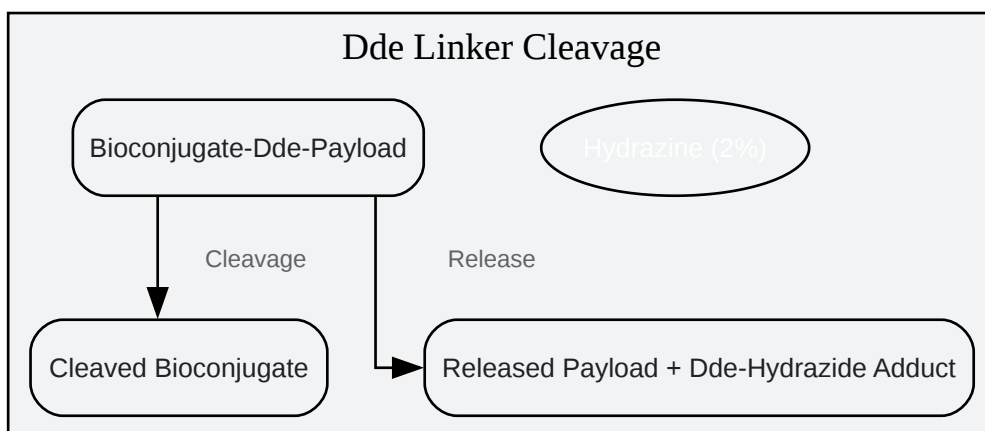 Dde Linker Cleavage
Bioconjugate-Dde-Payload
Hydrazine (2%)
Cleavage
Release
Cleaved Bioconjugate
Released Payload + Dde-Hydrazide Adduct